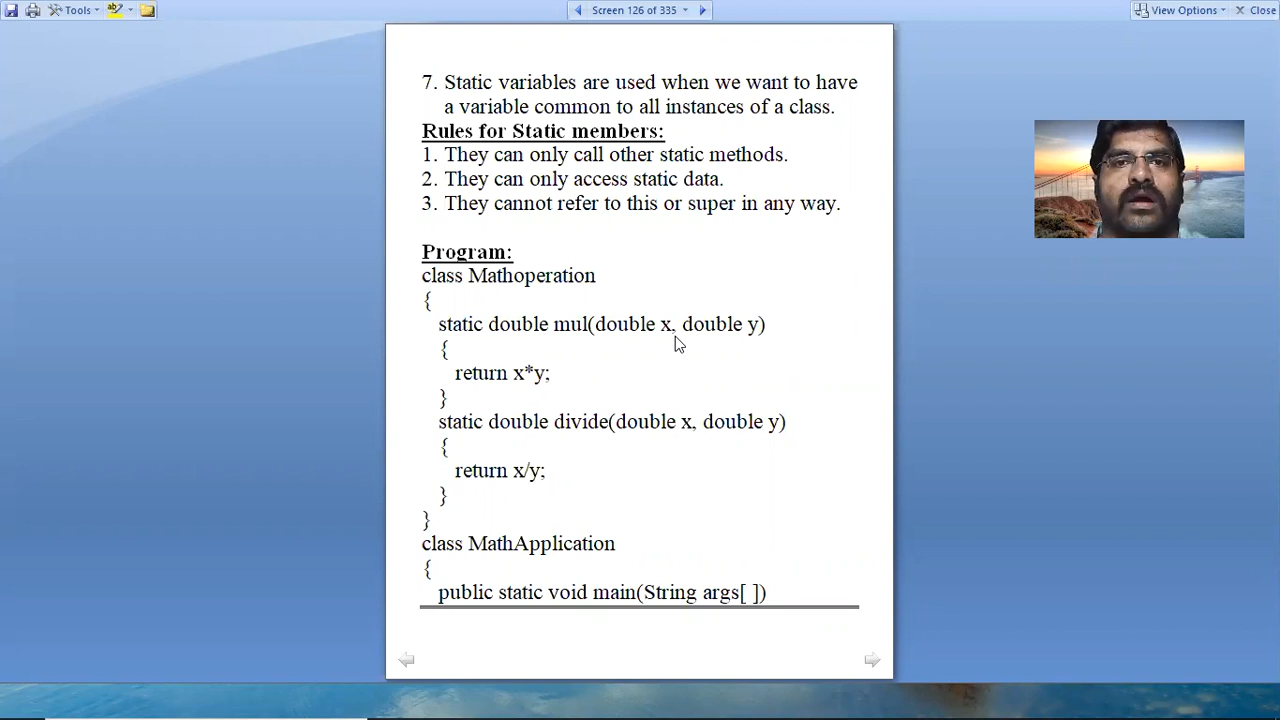 Tools
Screen 126 of 335
View Options
Close
7. Static variables are used when we want to have
a variable common to all instances of a class.
Rules for Static members:
1. They can only call other static methods.
2. They can only access static data.
3. They cannot refer to this or super in any way.
Program:
class Mathoperation
{
static double mul(double x, double y)
{
return x*y;
}
static double divide(double x, double y)
{
return x/y;
}
}
class MathApplication
{
public static void main(String args[ ])